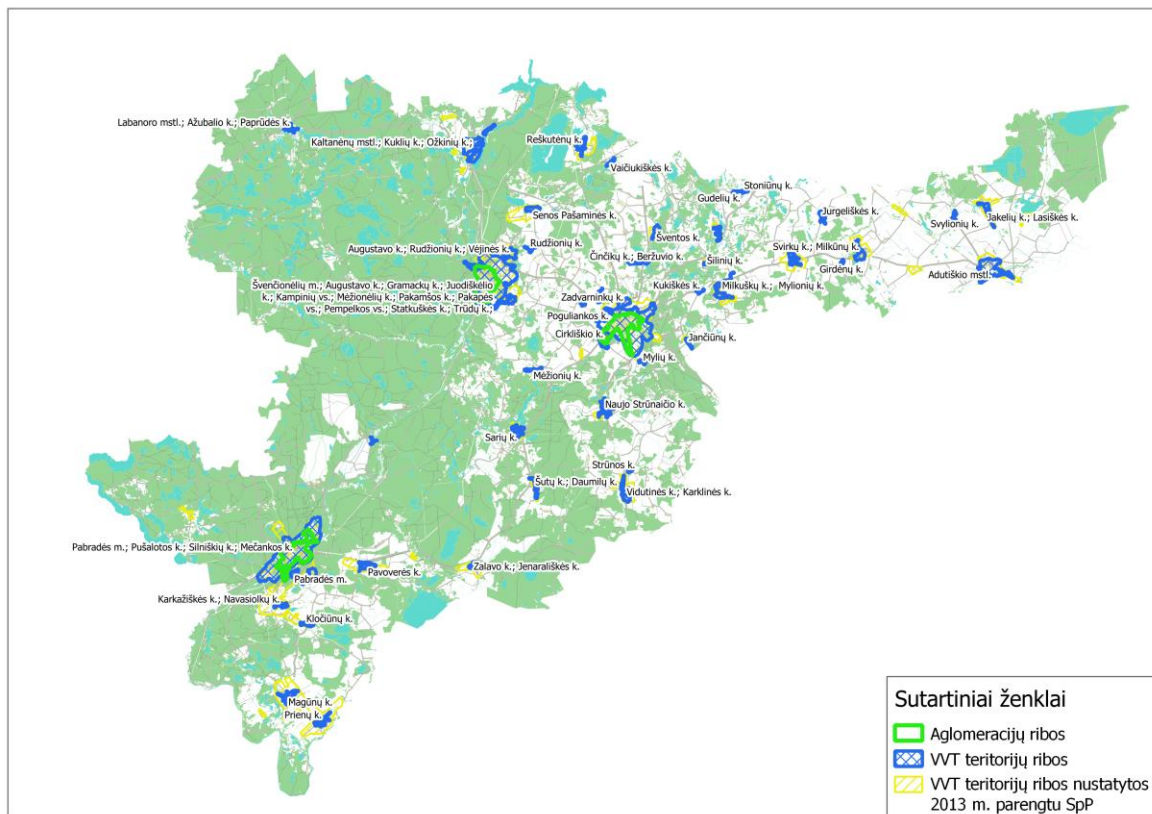 Labanoro mstl.; Ažubalio k.; Paprūdės k.
Kaltanėnų mstl.; Kuklių k.; Ožkinių k.;
Reškutėnų k.
Vaičiukiškės k.
Stoniūnų k.
Gudelių k.
Senos Pašaminės k.
Jurgeliškės k.
Svylionių k.
Jakelių k.; Lasiškės k.
Šventos k.
Augustavo k.; Rudžionių k.; Vėjinės k.
Rudžionių k.
Svirkų k.; Milkūnų k.
Činčikų k.; Beržuvio k.
Šilinių k.
Girdėnų k.
Adutiškio mstl.
Švenčionėlių m.; Augustavo k.; Gramackų k.; Juodiškėlio
k.; Kampinių vs.; Mėžionėlių k.; Pakamšos k.; Pakapės
vs.; Pempelkos vs.; Statkuškės k.; Trūdų k.;
Kukiškės k.
Milkuškų k.; Mylionių k.
Zadvarninkų k.
Poguliankos k.
Cirkliškio k.
Jančiūnų k.
Mylių k.
Mėžionių k.
Naujo Strūnaičio k.
Sarių k.
Strūnos k.
Šutų k.; Daumilų k.
Vidutinės k.; Karklinės k.
Pabradės m.; Pušalotos k.; Silniškių k.; Mečankos k.
Pavoverės k.
Zalavo k.; Jenarališkės k.
Pabradės m.
Karkažiškės k.; Navasiolkų k.
Kločiūnų k.
Magūnų k.
Prienų k.
Sutartiniai ženklai
Aglomeracijų ribos
VVT teritorijų ribos
VVT teritorijų ribos nustatytos
2013 m. parengtu SpP